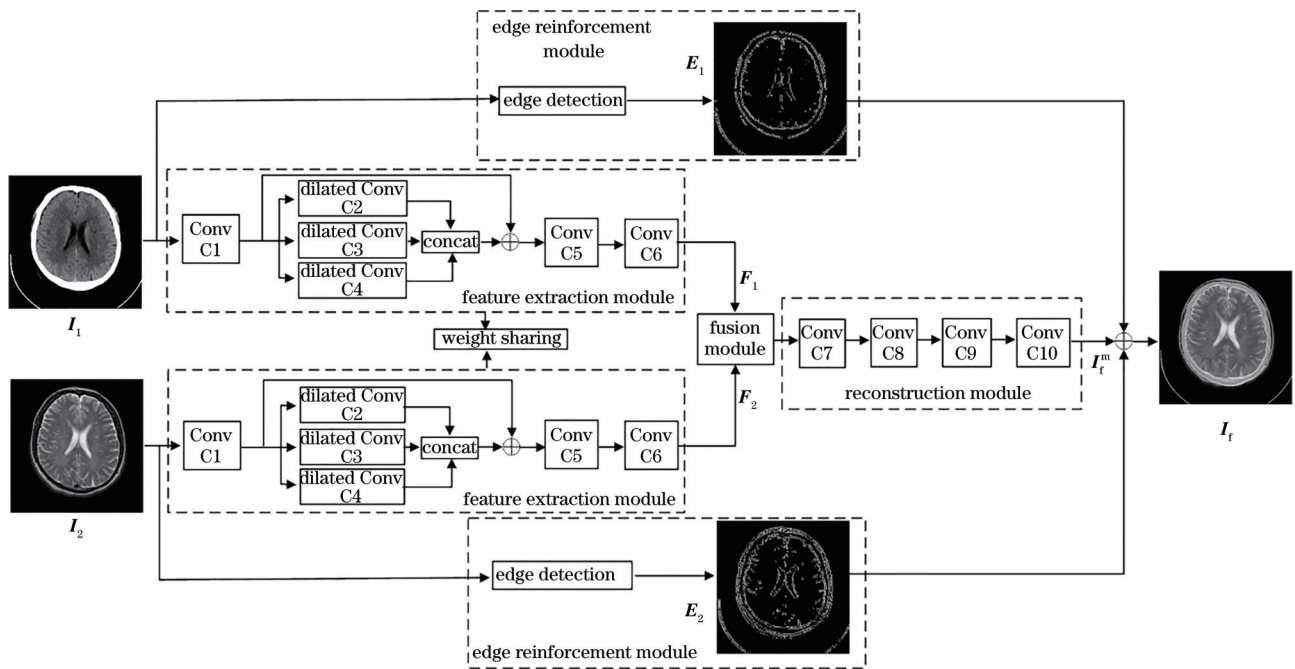 edge reinforcement
module
E1
edge detection
I1
Conv
C1
dilated Conv
C2
dilated Conv
C3
dilated Conv
C4
concat
Conv
C5
Conv
C6
feature extraction module
F1
weight sharing
fusion
module
Conv
C7
Conv
C8
Conv
C9
Conv
C10
reconstruction module
I_f^m
I_f
I2
Conv
C1
dilated Conv
C2
dilated Conv
C3
dilated Conv
C4
concat
Conv
C5
Conv
C6
feature extraction module
F2
edge detection
E2
edge reinforcement module